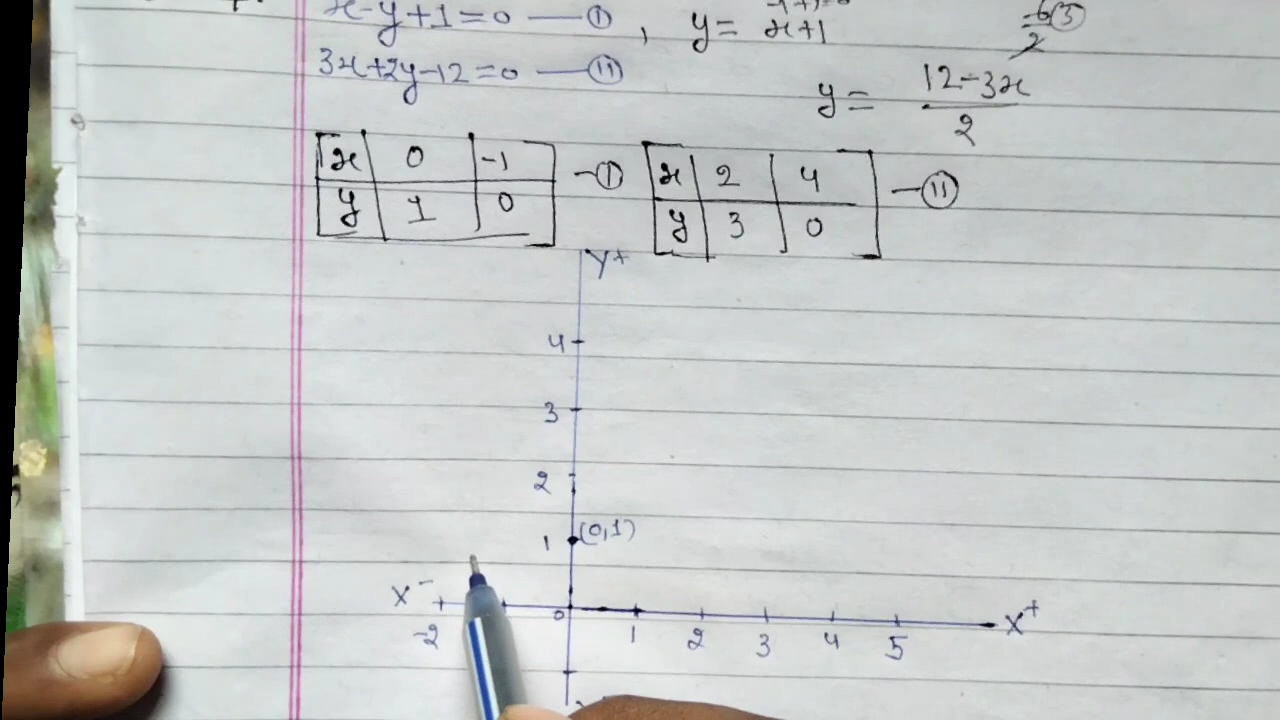 x-y+1=0 — (I) , y = x+1
3x+2y-12=0 — (II)
y = 12-3x / 2
x 0 -1
y 1 0
- (I)
x 2 4
y 3 0
- (II)
Y+
4
3
2
1 (0,1)
X- X+
-2 0 1 2 3 4 5